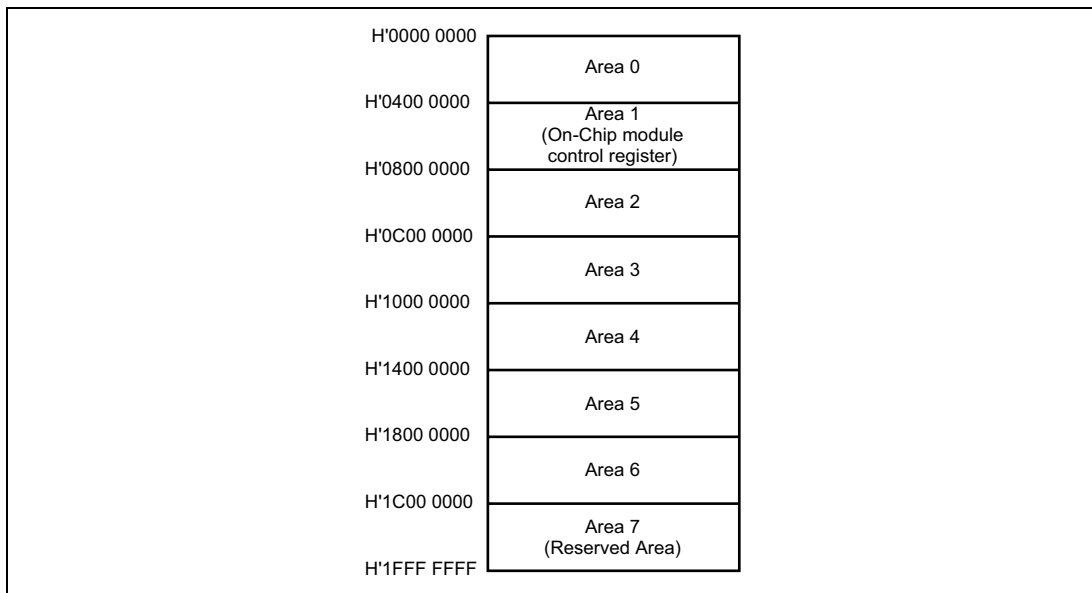 H'0000 0000
Area 0
H'0400 0000
Area 1
(On-Chip module
control register)
H'0800 0000
Area 2
H'0C00 0000
Area 3
H'1000 0000
Area 4
H'1400 0000
Area 5
H'1800 0000
Area 6
H'1C00 0000
Area 7
(Reserved Area)
H'1FFF FFFF